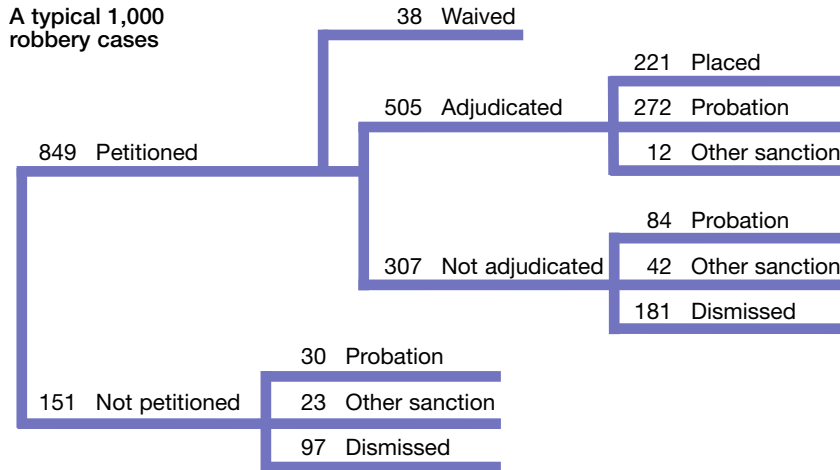 A typical 1,000
robbery cases
38 Waived
221 Placed
505 Adjudicated
272 Probation
849 Petitioned
12 Other sanction
84 Probation
307 Not adjudicated
42 Other sanction
181 Dismissed
30 Probation
151 Not petitioned
23 Other sanction
97 Dismissed